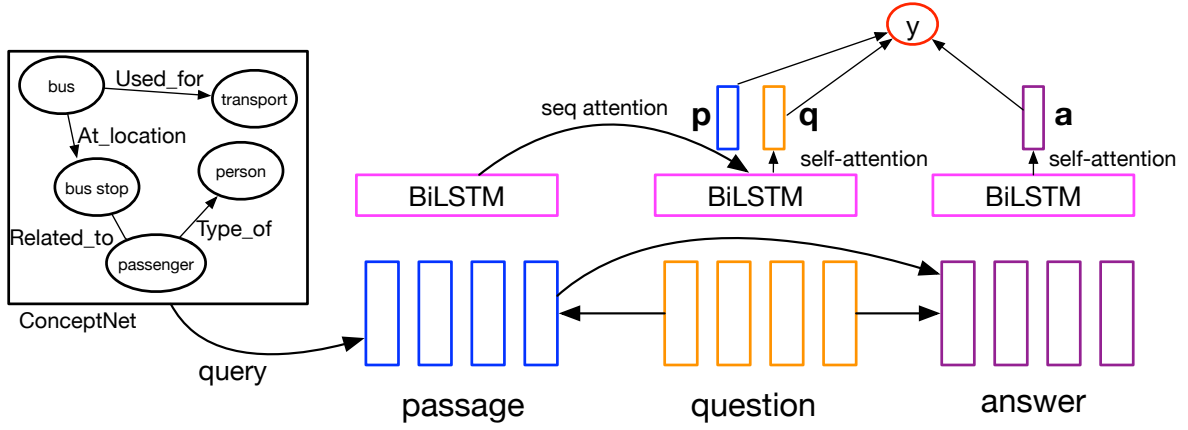 bus
Used_for
transport
At_location
bus stop
person
Related_to
Type_of
passenger
ConceptNet
query
y
seq attention
p
q
a
self-attention
self-attention
BiLSTM
BiLSTM
BiLSTM
passage
question
answer